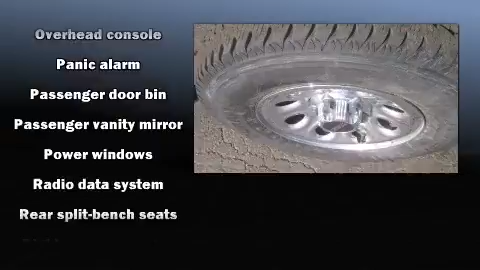 Overhead console
Panic alarm
Passenger door bin
Passenger vanity mirror
Power windows
Radio data system
Rear split-bench seats